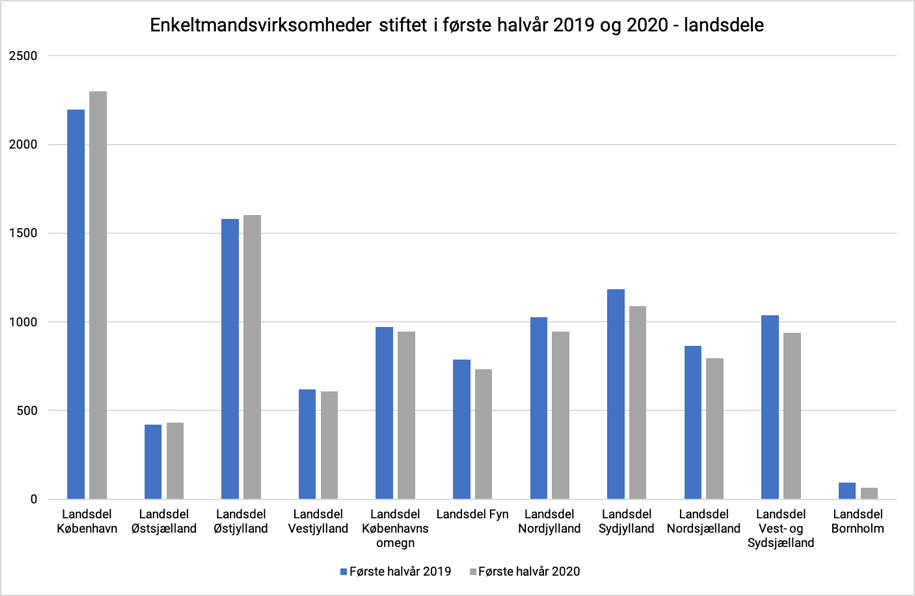 Enkeltmandsvirksomheder stiftet i første halvår 2019 og 2020 - landsdele
2500
2000
1500
1000
500
0
Landsdel
København
Landsdel
Østsjælland
Landsdel
Østjylland
Landsdel
Vestjylland
Landsdel
Københavns
omegn
Landsdel Fyn
Landsdel
Nordjylland
Landsdel
Sydjylland
Landsdel
Nordsjælland
Landsdel
Vest- og
Sydsjælland
Landsdel
Bornholm
Første halvår 2019
Første halvår 2020